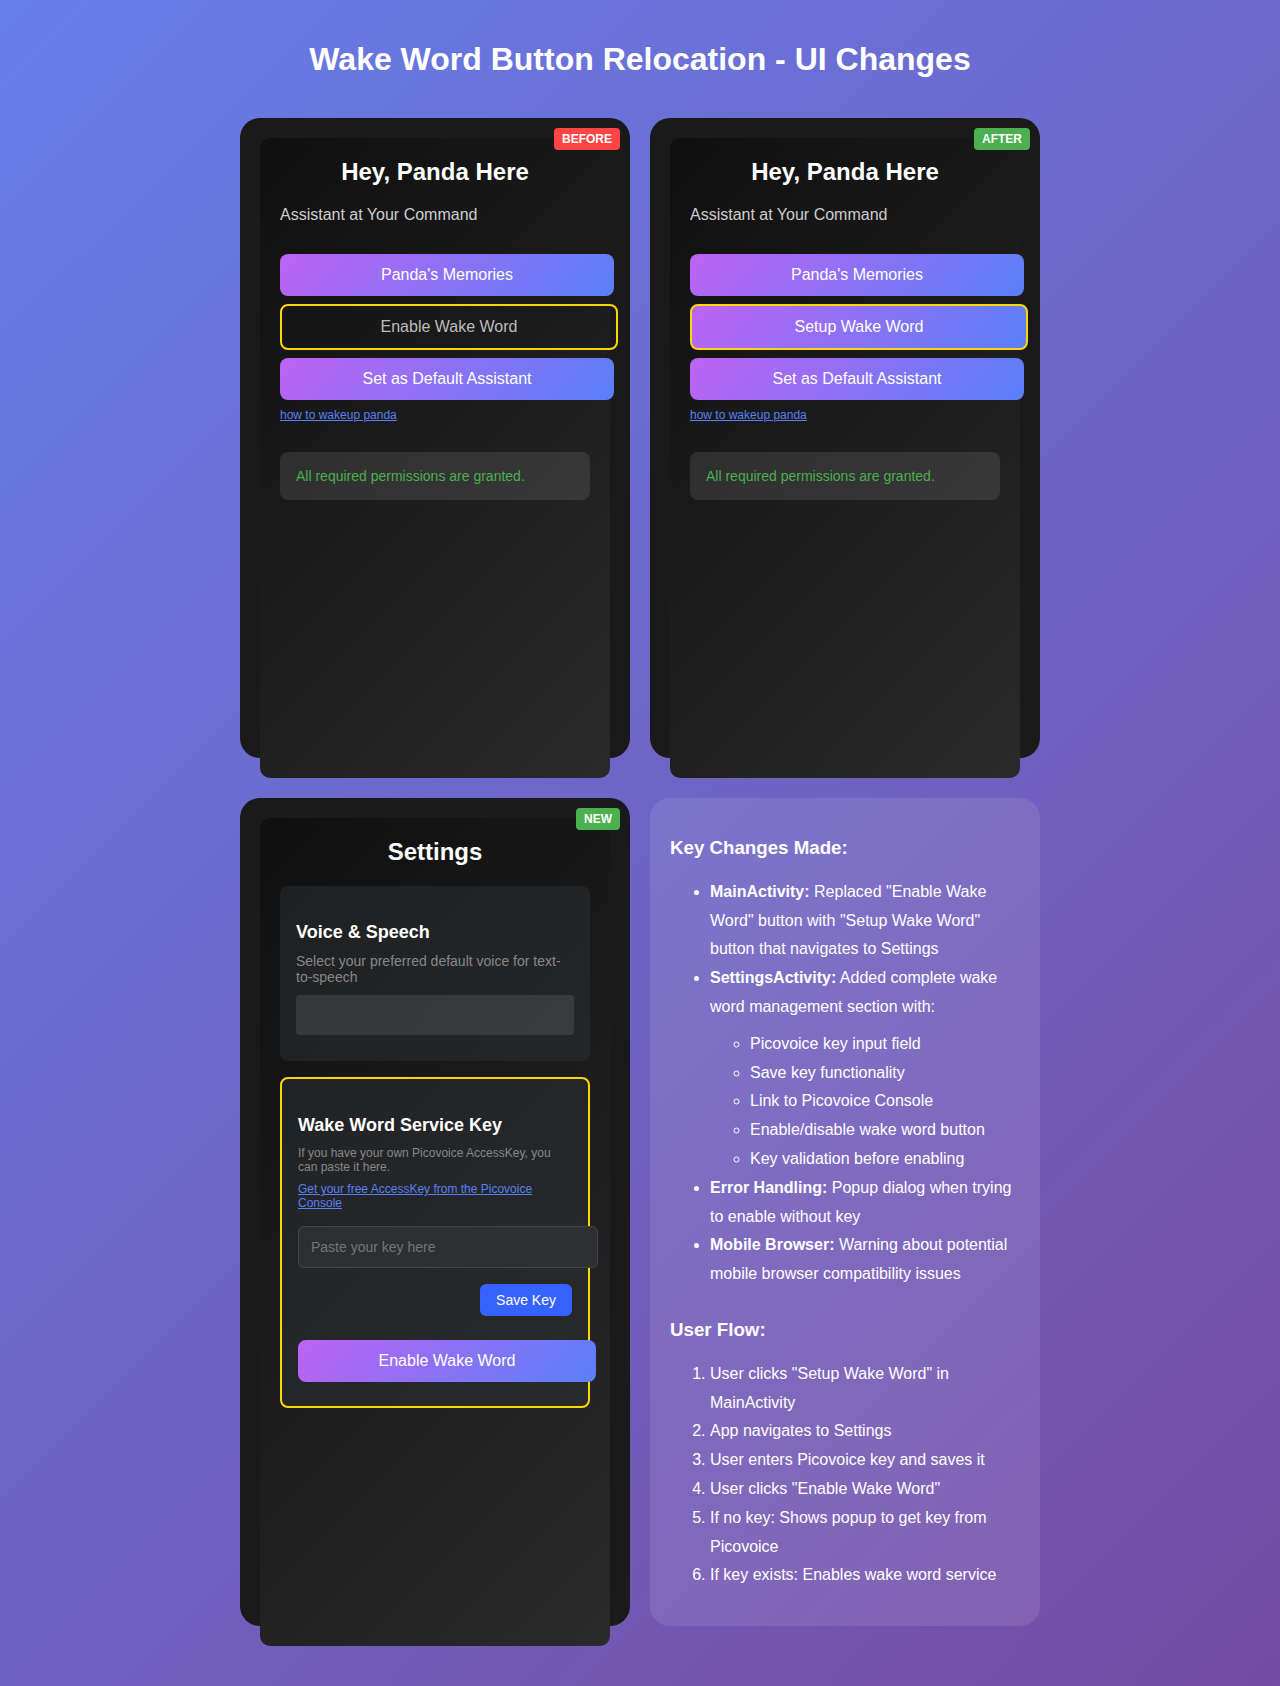 Wake Word Button Relocation - UI Changes
BEFORE
Hey, Panda Here
Assistant at Your Command
Panda's Memories
Enable Wake Word
Set as Default Assistant
how to wakeup panda
All required permissions are granted.
AFTER
Hey, Panda Here
Assistant at Your Command
Panda's Memories
Setup Wake Word
Set as Default Assistant
how to wakeup panda
All required permissions are granted.
NEW
Settings
Voice & Speech
Select your preferred default voice for text-
to-speech
Wake Word Service Key
If you have your own Picovoice AccessKey, you
can paste it here.
Get your free AccessKey from the Picovoice
Console
Paste your key here
Save Key
Enable Wake Word
Key Changes Made:
• MainActivity: Replaced "Enable Wake
Word" button with "Setup Wake Word"
button that navigates to Settings
• SettingsActivity: Added complete wake
word management section with:
◦ Picovoice key input field
◦ Save key functionality
◦ Link to Picovoice Console
◦ Enable/disable wake word button
◦ Key validation before enabling
• Error Handling: Popup dialog when trying
to enable without key
• Mobile Browser: Warning about potential
mobile browser compatibility issues
User Flow:
1. User clicks "Setup Wake Word" in
MainActivity
2. App navigates to Settings
3. User enters Picovoice key and saves it
4. User clicks "Enable Wake Word"
5. If no key: Shows popup to get key from
Picovoice
6. If key exists: Enables wake word service